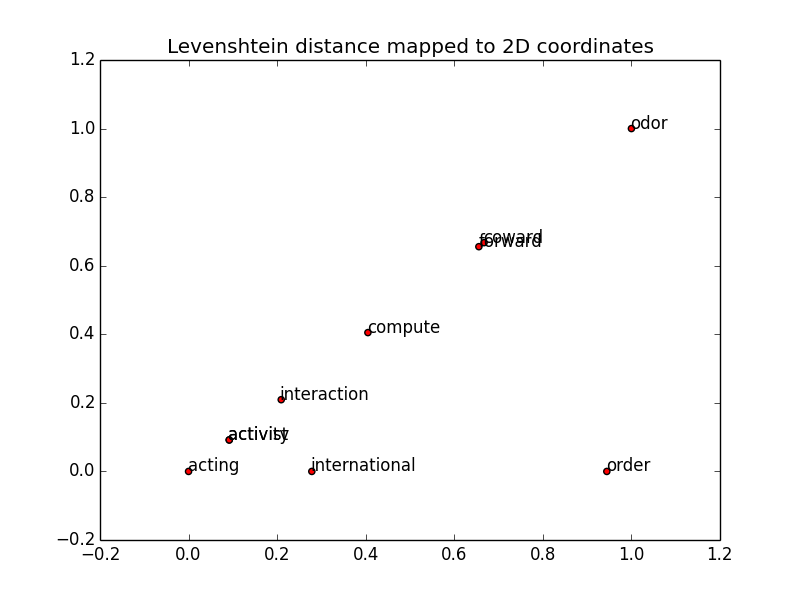 Levenshtein distance mapped to 2D coordinates
1.2
1.0
0.8
0.6
0.4
0.2
0.0
−0.2
odor
coward
forward
compute
interaction
activity
activist
acting
international
order
−0.2
0.0
0.2
0.4
0.6
0.8
1.0
1.2